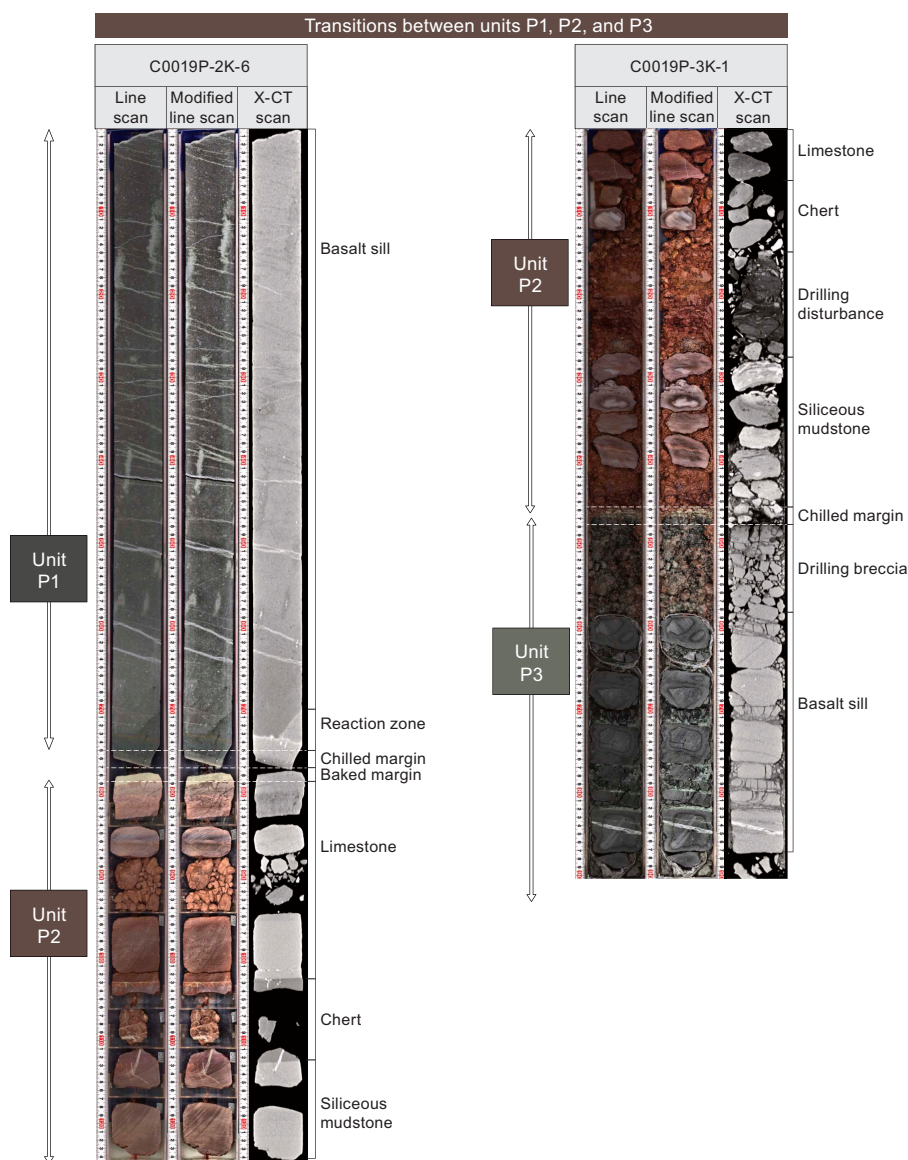 Transitions between units P1, P2, and P3
C0019P-2K-6
Line
scan
Modified
line scan
X-CT
scan
Unit
P1
Unit
P2
Basalt sill
Reaction zone
Chilled margin
Baked margin
Limestone
Chert
Siliceous
mudstone
C0019P-3K-1
Line
scan
Modified
line scan
X-CT
scan
Unit
P2
Unit
P3
Limestone
Chert
Drilling
disturbance
Siliceous
mudstone
Chilled margin
Drilling breccia
Basalt sill